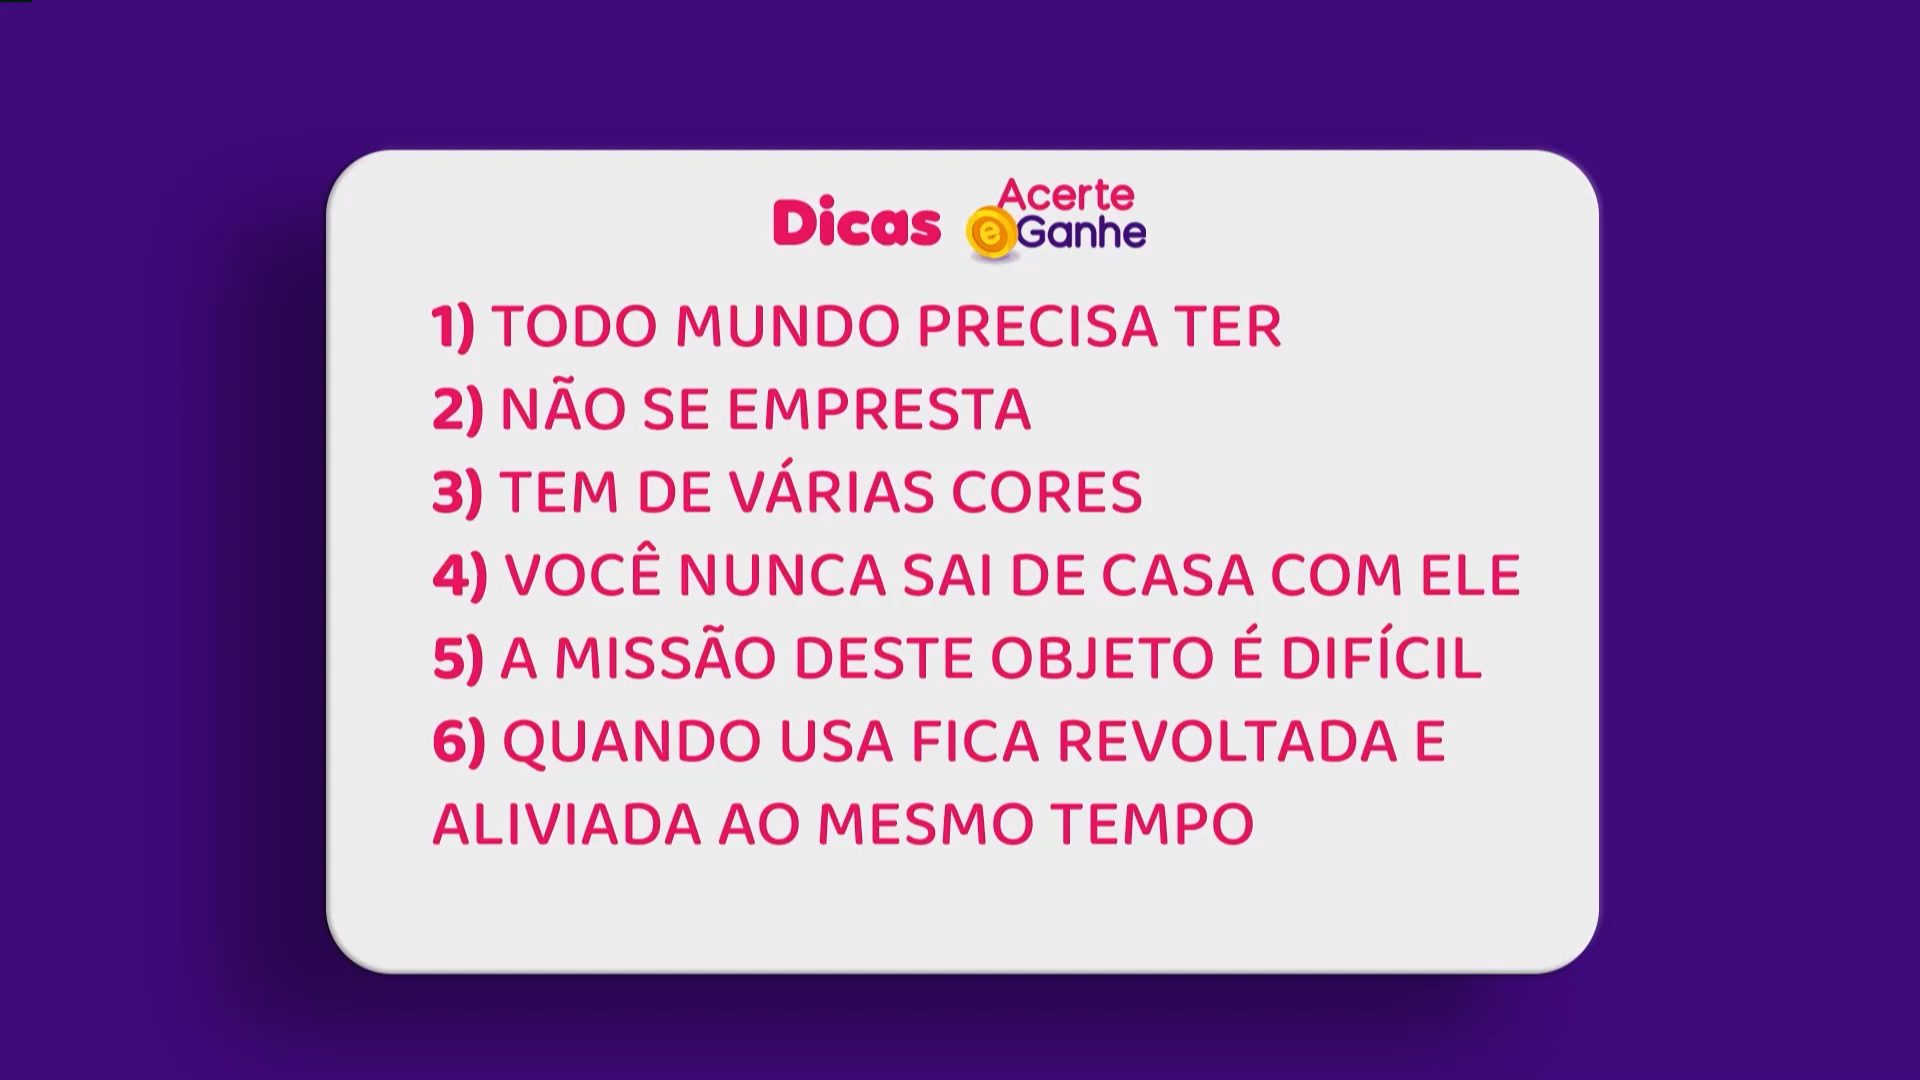 Dicas Acerte e Ganhe
1) TODO MUNDO PRECISA TER
2) NÃO SE EMPRESTA
3) TEM DE VÁRIAS CORES
4) VOCÊ NUNCA SAI DE CASA COM ELE
5) A MISSÃO DESTE OBJETO É DIFÍCIL
6) QUANDO USA FICA REVOLTADA E
ALIVIADA AO MESMO TEMPO